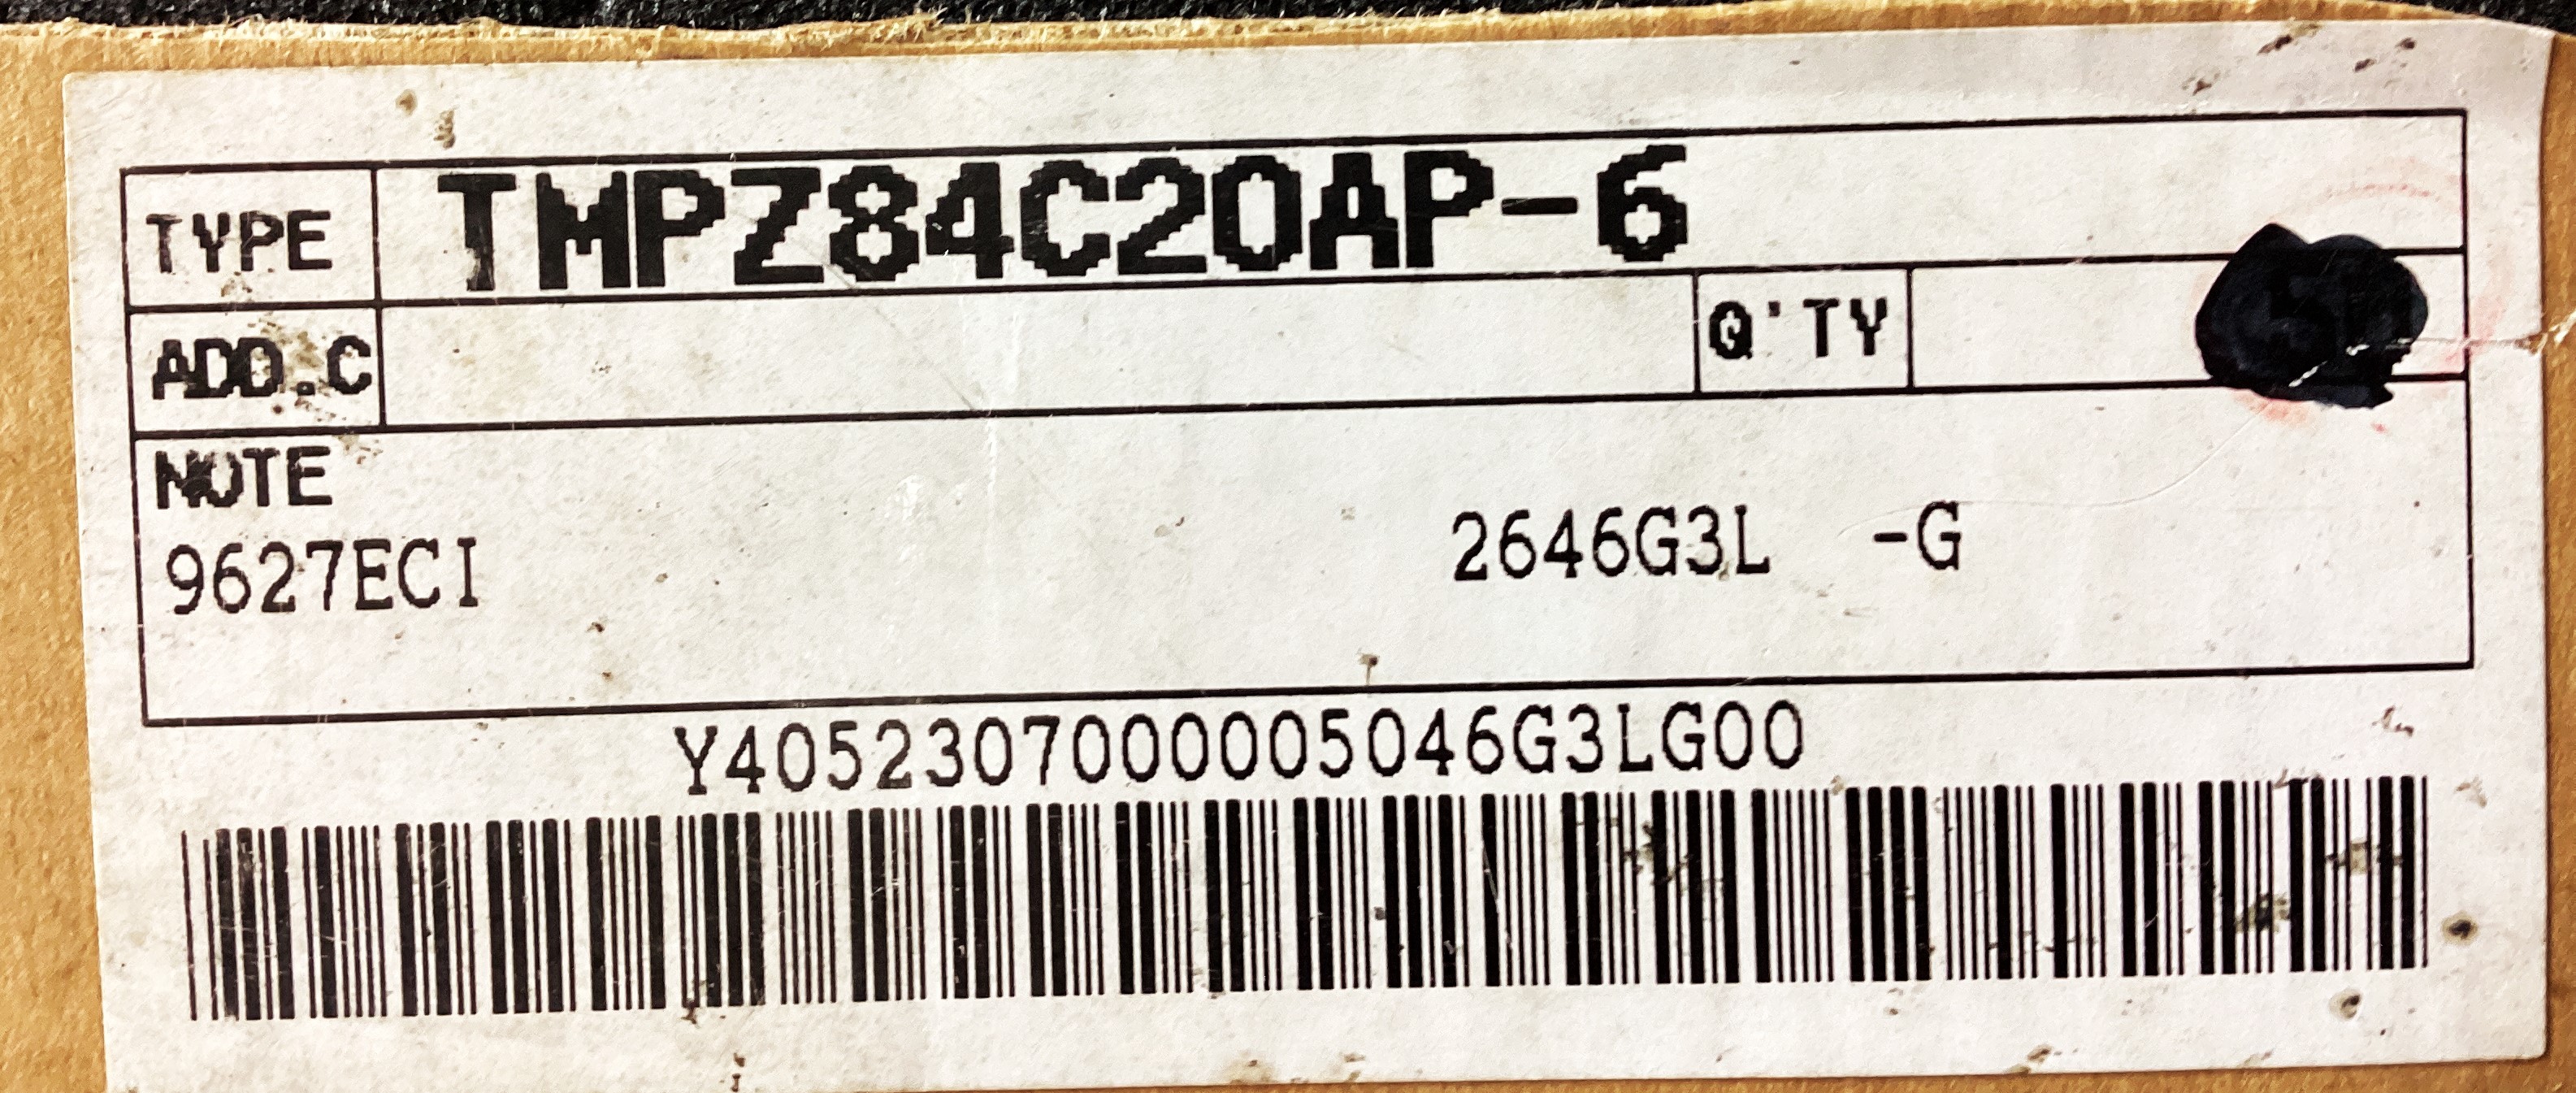 TYPE TMPZ84C20AP-6
ADD.C Q'TY
NOTE
9627ECI 2646G3L -G
Y4052307000005046G3LG00